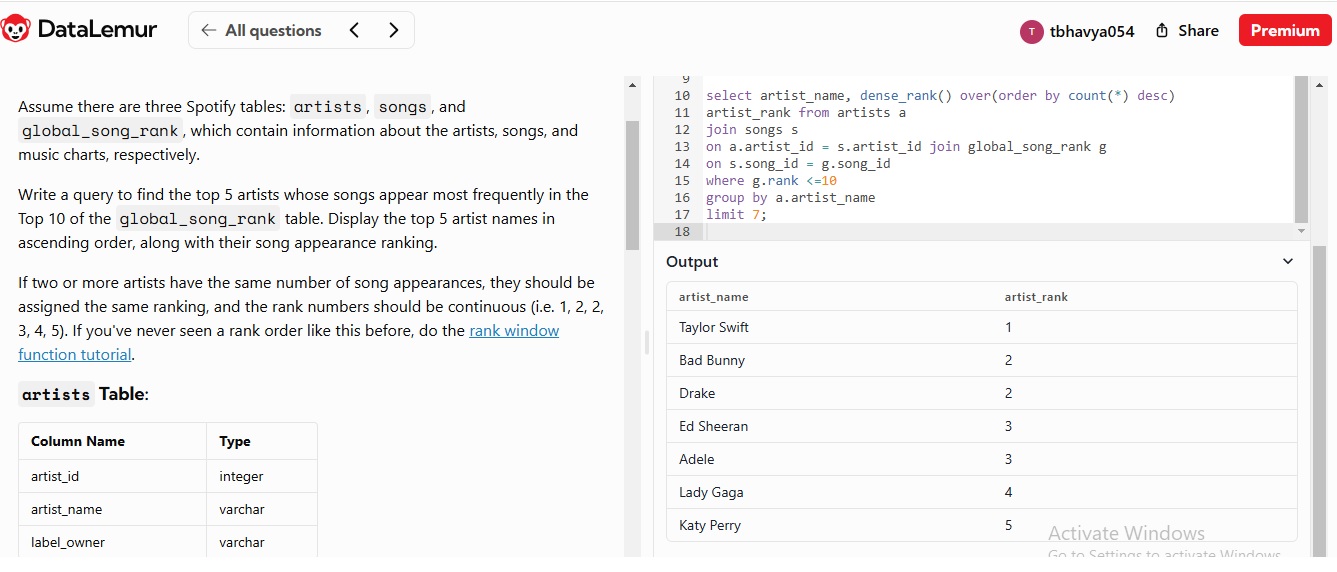 DataLemur
← All questions
T tbhavya054
Share
Premium
Assume there are three Spotify tables: artists, songs, and
global_song_rank, which contain information about the artists, songs, and
music charts, respectively.
Write a query to find the top 5 artists whose songs appear most frequently in the
Top 10 of the global_song_rank table. Display the top 5 artist names in
ascending order, along with their song appearance ranking.
If two or more artists have the same number of song appearances, they should be
assigned the same ranking, and the rank numbers should be continuous (i.e. 1, 2, 2,
3, 4, 5). If you've never seen a rank order like this before, do the rank window
function tutorial.
artists Table:
Column Name Type
artist_id integer
artist_name varchar
label_owner varchar
9
10 select artist_name, dense_rank() over(order by count(*) desc)
11 artist_rank from artists a
12 join songs s
13 on a.artist_id = s.artist_id join global_song_rank g
14 on s.song_id = g.song_id
15 where g.rank <=10
16 group by a.artist_name
17 limit 7;
18
Output
artist_name artist_rank
Taylor Swift 1
Bad Bunny 2
Drake 2
Ed Sheeran 3
Adele 3
Lady Gaga 4
Katy Perry 5
Activate Windows
Go to Settings to activate Windows.